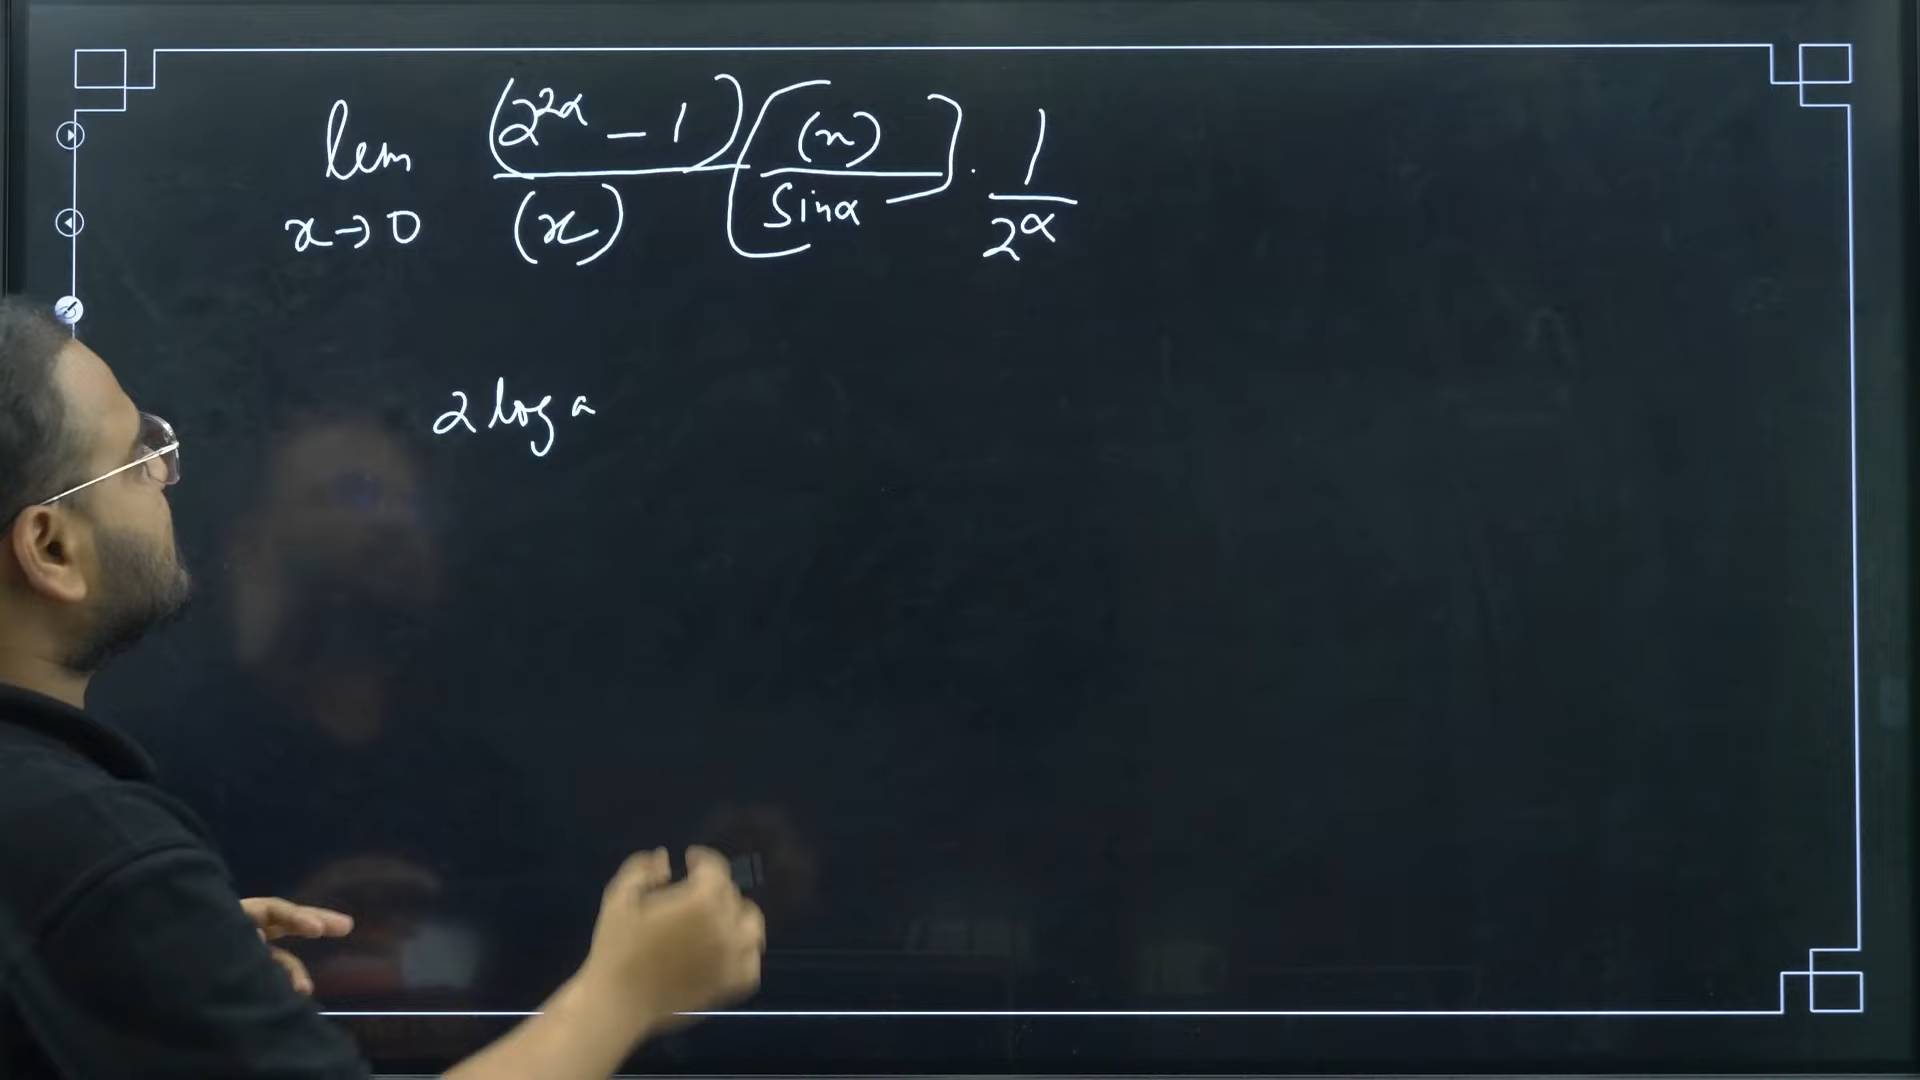 lim x→0 (2^{2x} - 1)/(x) [(x)/Sinx] · 1/2^x
2 log a